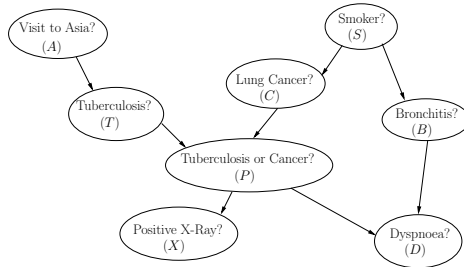 Visit to Asia?
(A)
Smoker?
(S)
Lung Cancer?
(C)
Tuberculosis?
(T)
Bronchitis?
(B)
Tuberculosis or Cancer?
(P)
Positive X-Ray?
(X)
Dyspnoea?
(D)